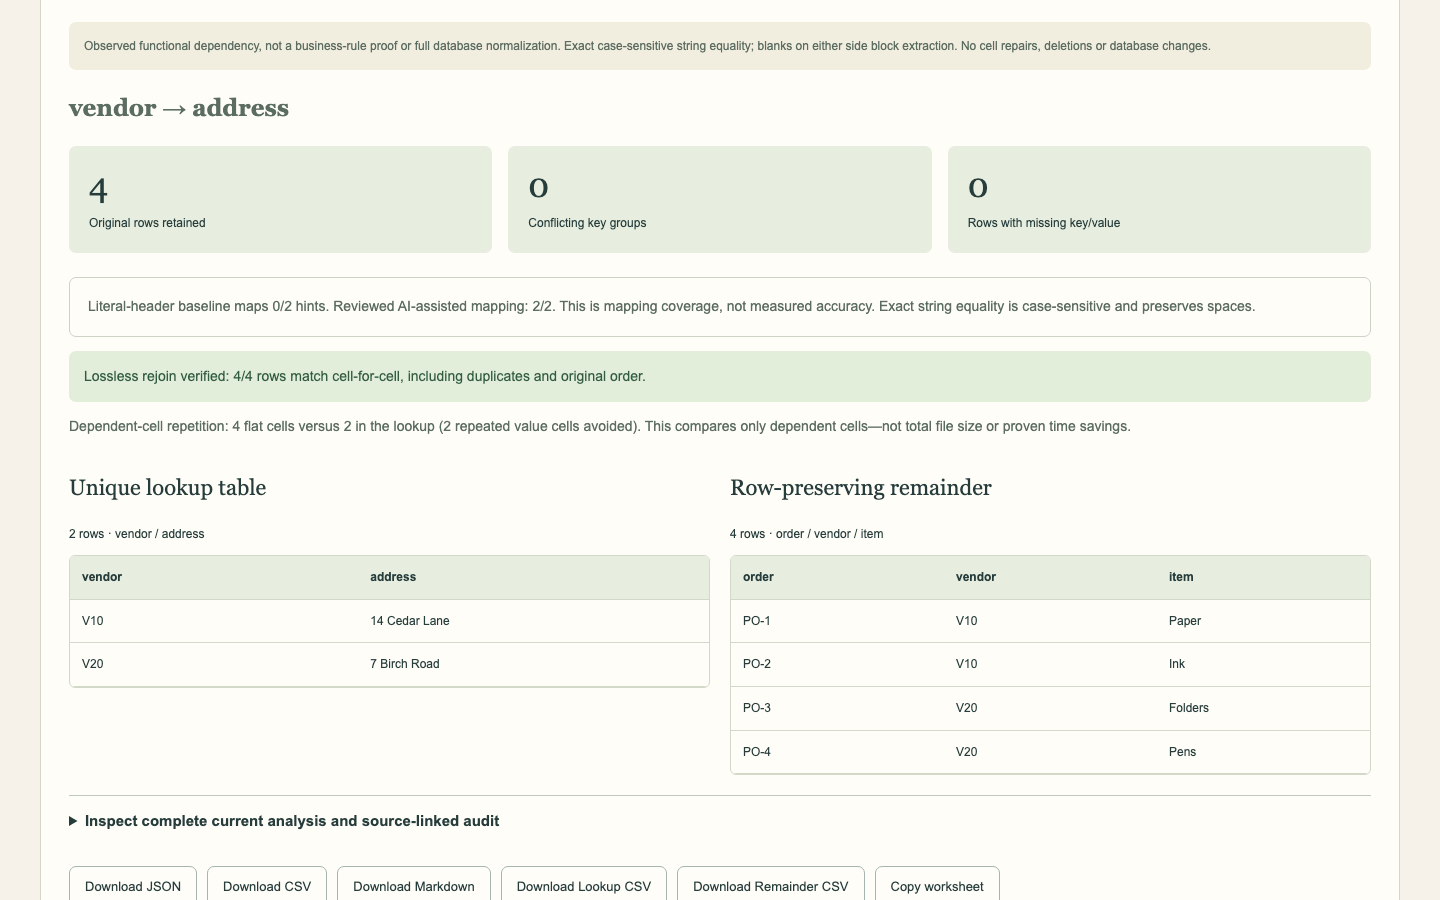 Observed functional dependency, not a business-rule proof or full database normalization. Exact case-sensitive string equality; blanks on either side block extraction. No cell repairs, deletions or database changes.
vendor → address
4
Original rows retained
0
Conflicting key groups
0
Rows with missing key/value
Literal-header baseline maps 0/2 hints. Reviewed AI-assisted mapping: 2/2. This is mapping coverage, not measured accuracy. Exact string equality is case-sensitive and preserves spaces.
Lossless rejoin verified: 4/4 rows match cell-for-cell, including duplicates and original order.
Dependent-cell repetition: 4 flat cells versus 2 in the lookup (2 repeated value cells avoided). This compares only dependent cells—not total file size or proven time savings.
Unique lookup table
2 rows · vendor / address
vendor address
V10 14 Cedar Lane
V20 7 Birch Road
Row-preserving remainder
4 rows · order / vendor / item
order vendor item
PO-1 V10 Paper
PO-2 V10 Ink
PO-3 V20 Folders
PO-4 V20 Pens
▶ Inspect complete current analysis and source-linked audit
Download JSON Download CSV Download Markdown Download Lookup CSV Download Remainder CSV Copy worksheet